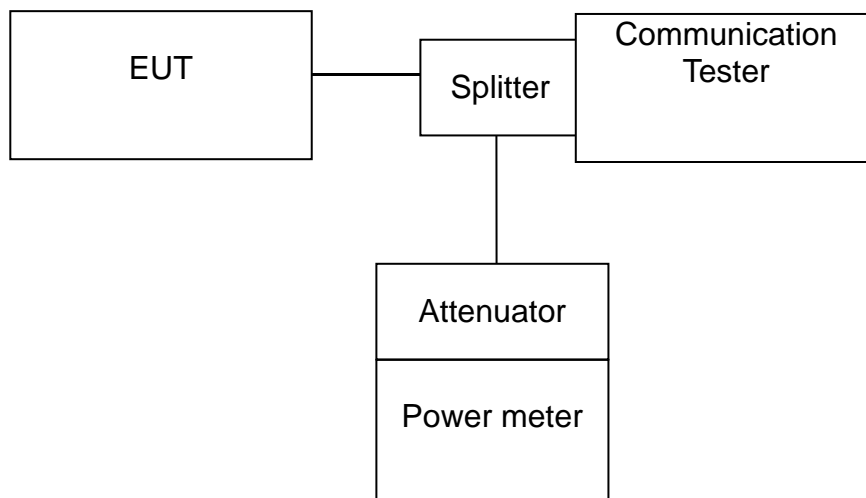 EUT
Splitter
Communication
Tester
Attenuator
Power meter